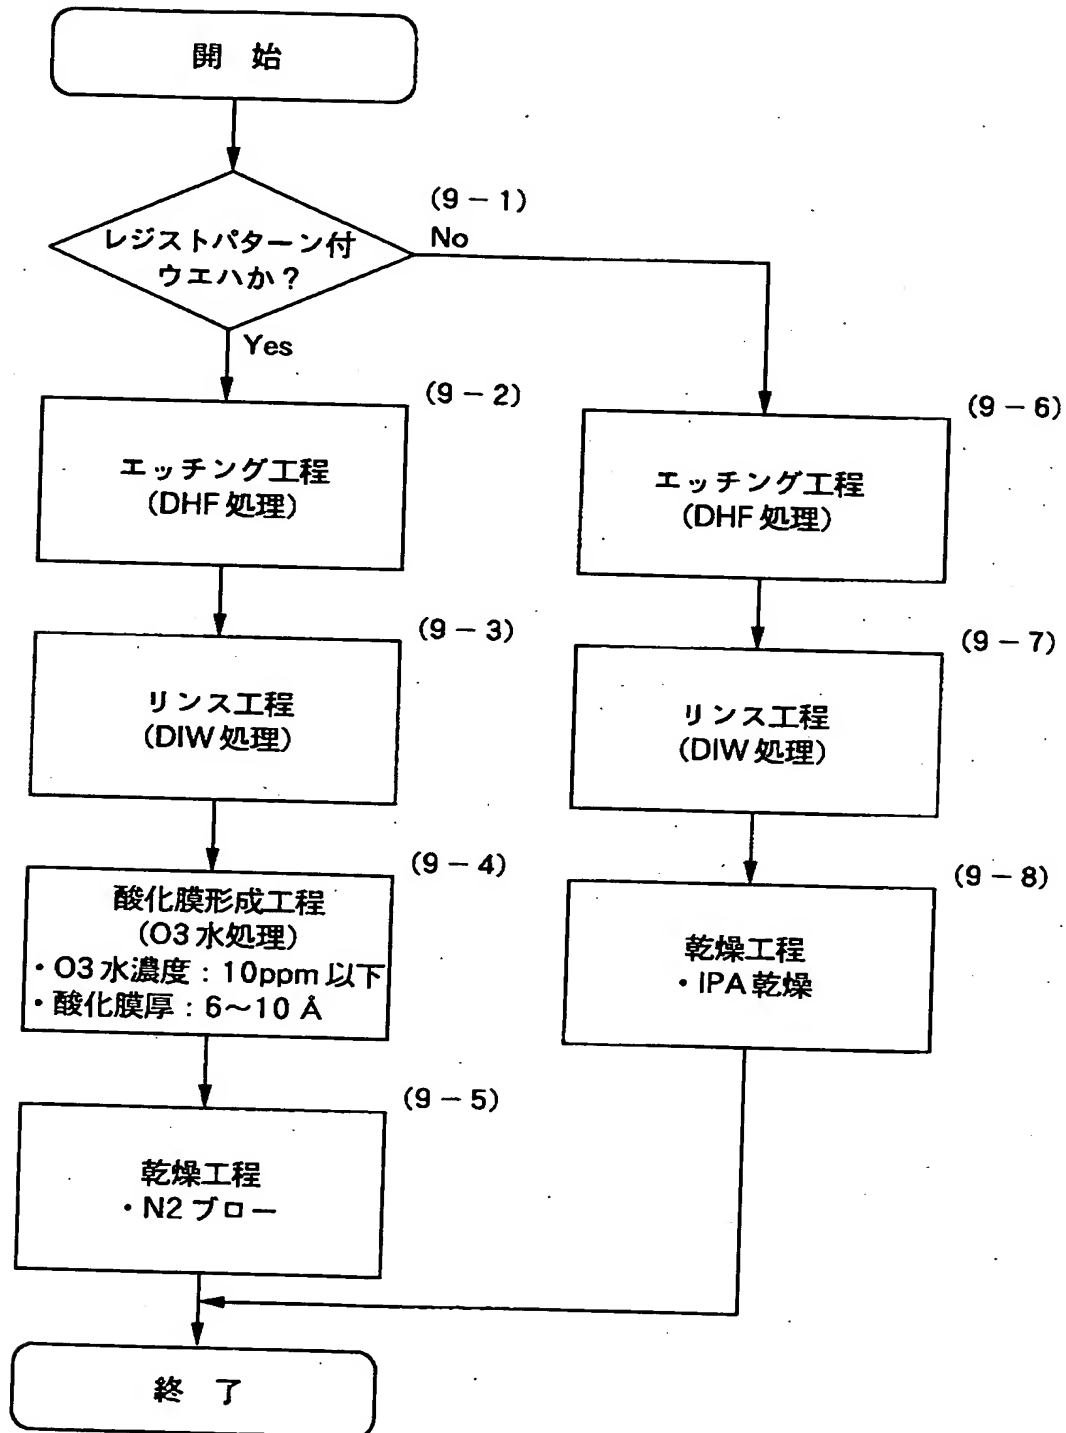 開 始
(9-1)
レジストパターン付
ウエハか?
No
Yes
(9-2)
エッチング工程
(DHF 処理)
(9-3)
リンス工程
(DIW 処理)
(9-4)
酸化膜形成工程
(O3 水処理)
・O3 水濃度:10ppm 以下
・酸化膜厚:6~10 Å
(9-5)
乾燥工程
・N2 ブロー
(9-6)
エッチング工程
(DHF 処理)
(9-7)
リンス工程
(DIW 処理)
(9-8)
乾燥工程
・IPA 乾燥
終 了